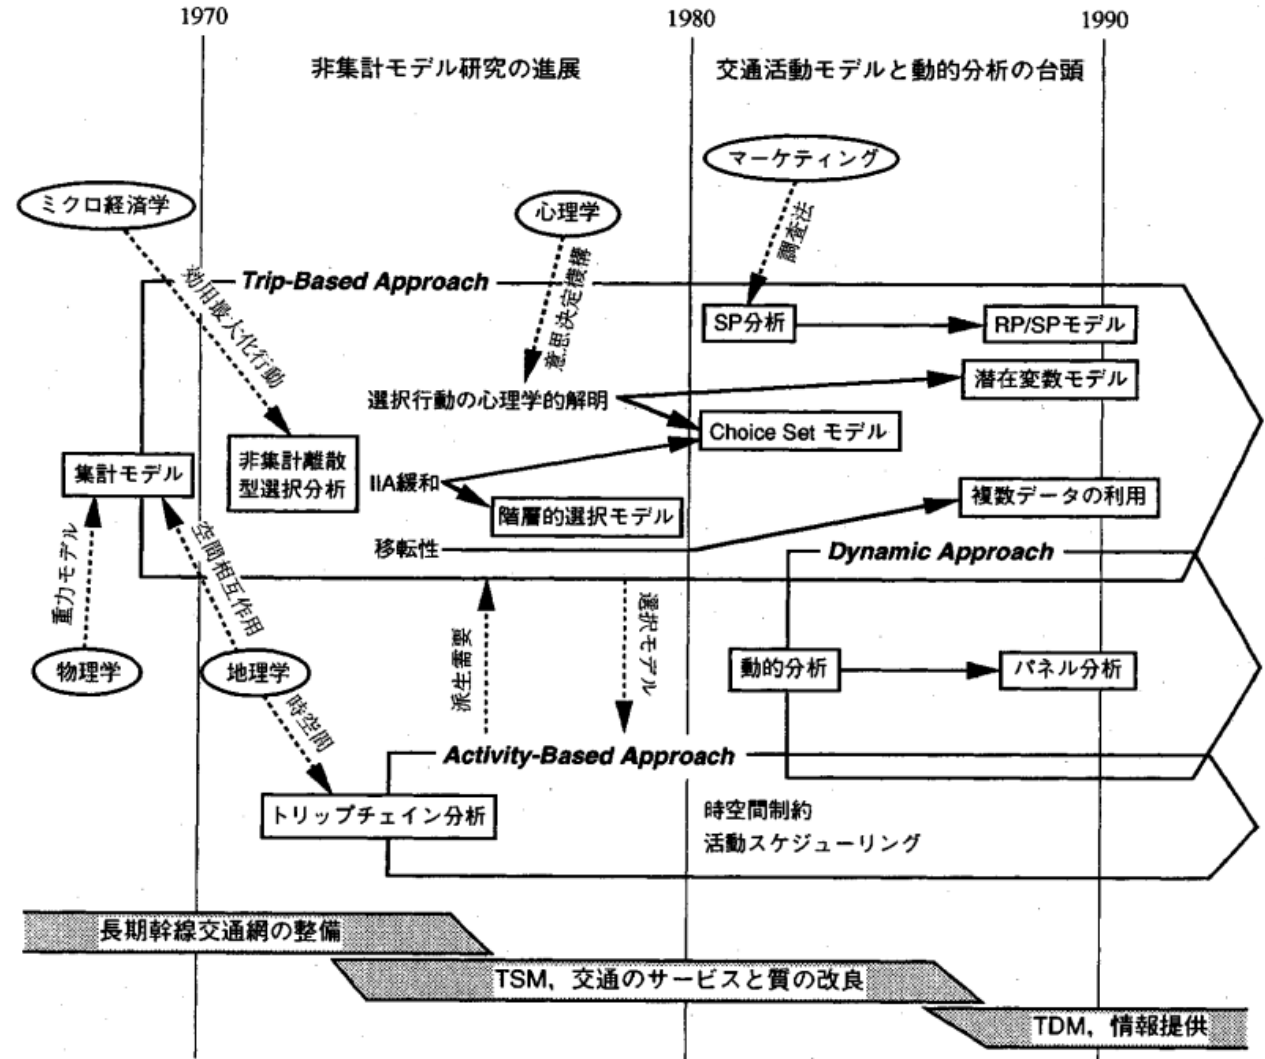 1970
1980
1990
非集計モデル研究の進展
交通活動モデルと動的分析の台頭
マーケティング
ミクロ経済学
心理学
調査法
効用最大化行動
意思決定機構
Trip-Based Approach
SP分析
RP/SPモデル
潜在変数モデル
選択行動の心理学的解明
Choice Set モデル
集計モデル
非集計離散
型選択分析
IIA緩和
階層的選択モデル
複数データの利用
移転性
Dynamic Approach
重力モデル
空間相互作用
物理学
地理学
派生需要
選択モデル
動的分析
パネル分析
時空間
Activity-Based Approach
トリップチェイン分析
時空間制約
活動スケジューリング
長期幹線交通網の整備
TSM，交通のサービスと質の改良
TDM，情報提供